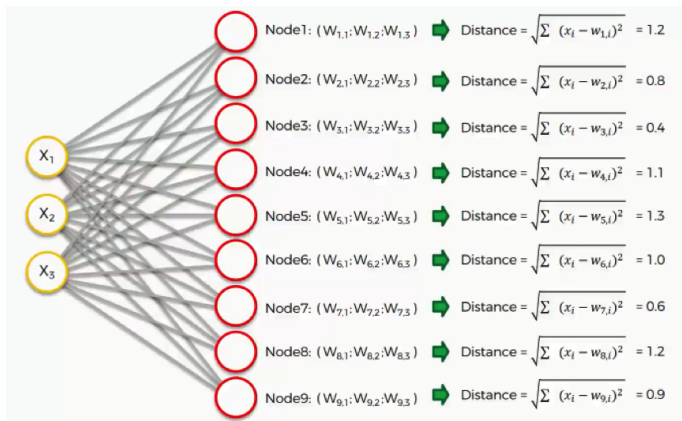 Node1: (W1,1:W1,2:W1,3) Distance = √Σ (xi − w1,i)² = 1.2
Node2: (W2,1:W2,2:W2,3) Distance = √Σ (xi − w2,i)² = 0.8
Node3: (W3,1:W3,2:W3,3) Distance = √Σ (xi − w3,i)² = 0.4
X1
Node4: (W4,1:W4,2:W4,3) Distance = √Σ (xi − w4,i)² = 1.1
X2
Node5: (W5,1:W5,2:W5,3) Distance = √Σ (xi − w5,i)² = 1.3
Node6: (W6,1:W6,2:W6,3) Distance = √Σ (xi − w6,i)² = 1.0
X3
Node7: (W7,1:W7,2:W7,3) Distance = √Σ (xi − w7,i)² = 0.6
Node8: (W8,1:W8,2:W8,3) Distance = √Σ (xi − w8,i)² = 1.2
Node9: (W9,1:W9,2:W9,3) Distance = √Σ (xi − w9,i)² = 0.9